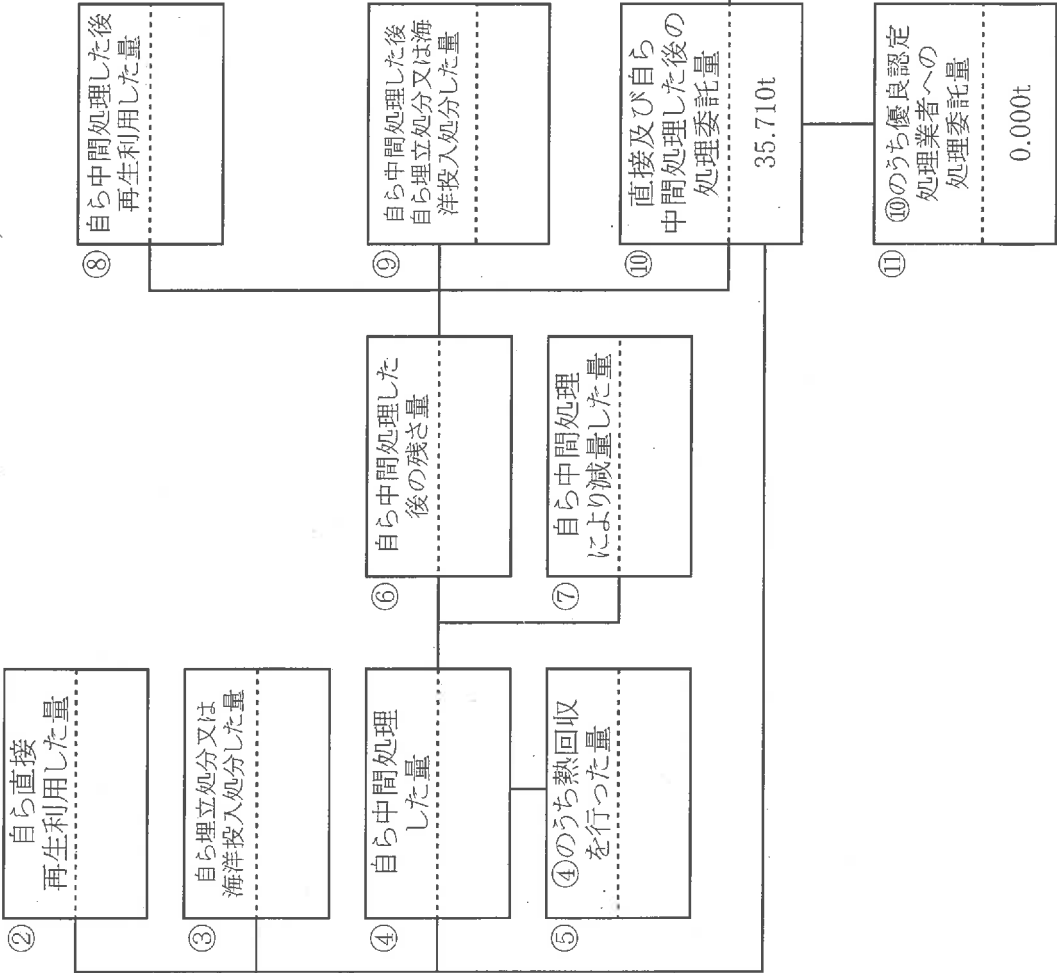 ②
自ら直接
再生利用した量
③
自ら埋立処分又は
海洋投入処分した量
④
自ら中間処理
した量
⑤
④のうち熱回収
を行った量
⑥
自ら中間処理した
後の残さ量
⑦
自ら中間処理
により減量した量
⑧
自ら中間処理した後
再生利用した量
⑨
自ら中間処理した後
自ら埋立処分又は海
洋投入処分した量
⑩
直接及び自ら
中間処理した後の
処理委託量
35.710t
⑪
⑩のうち優良認定
処理業者への
処理委託量
0.000t